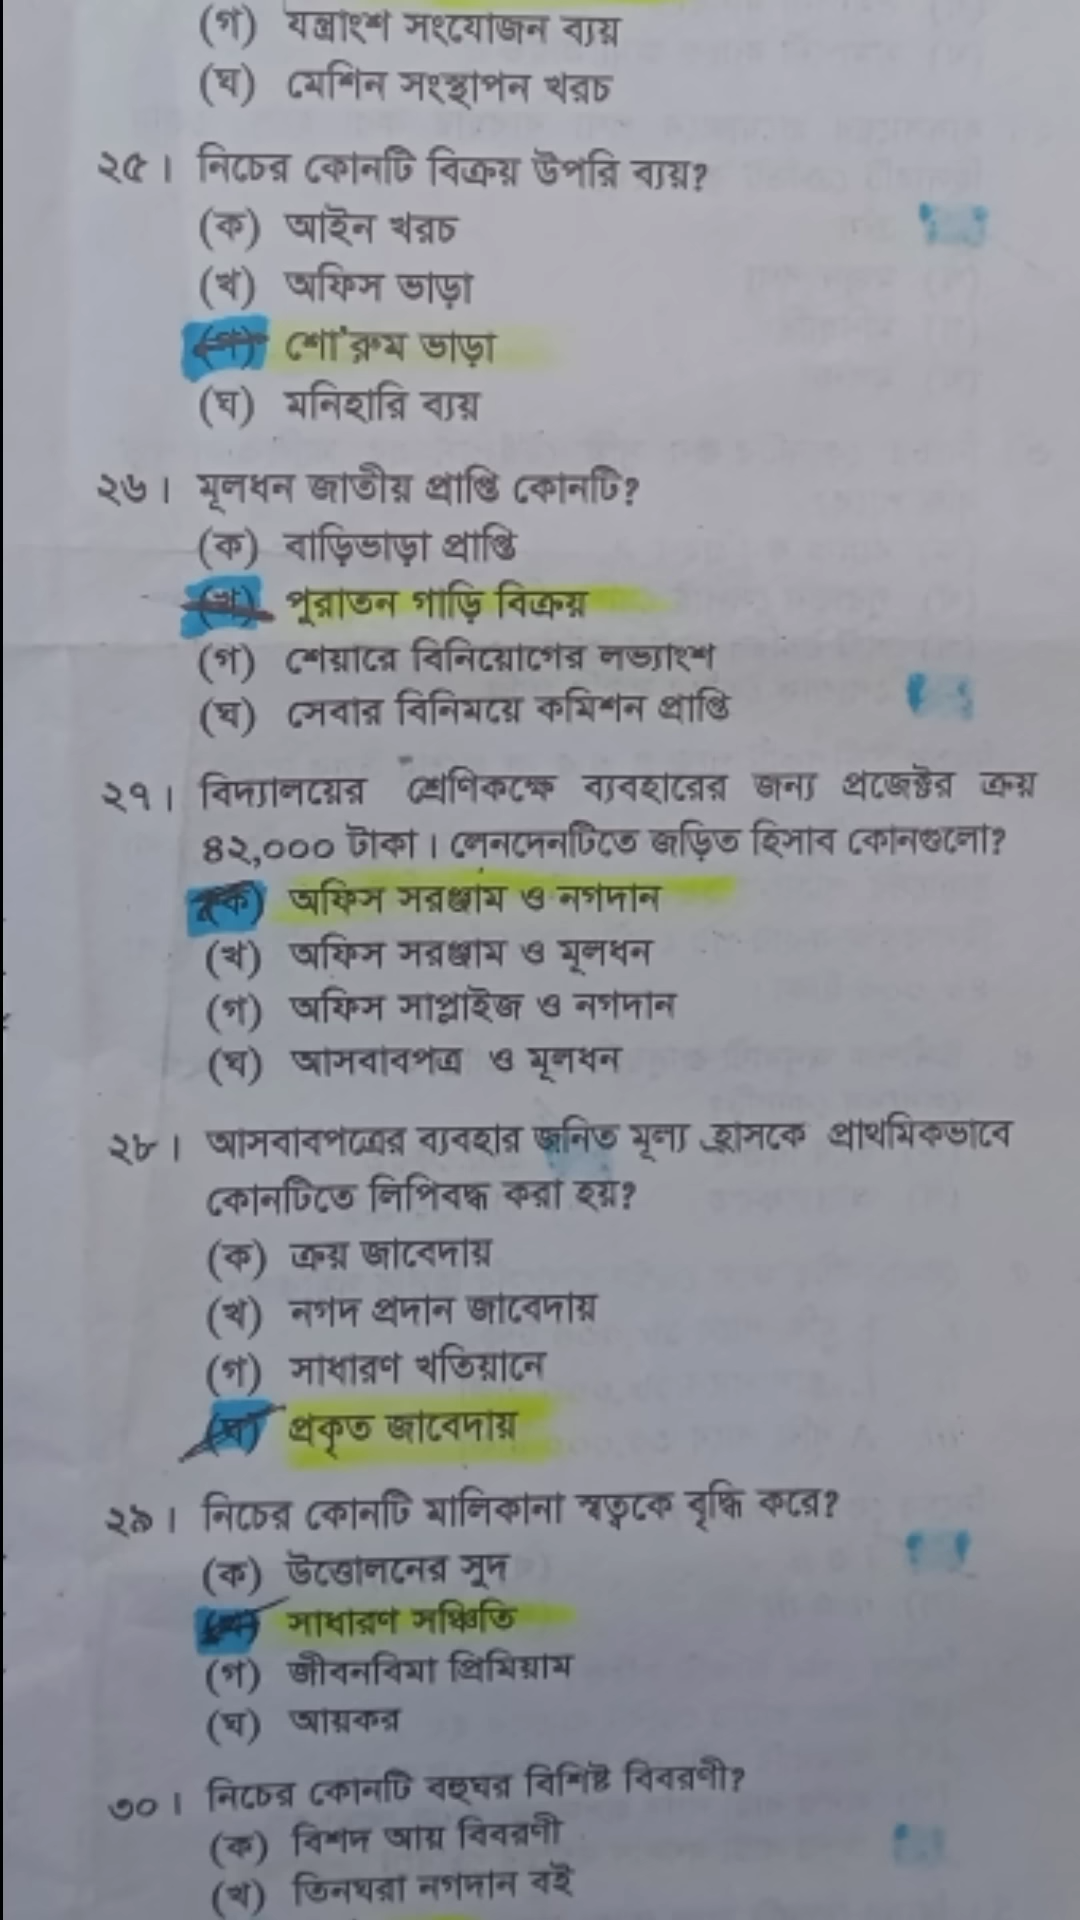 (গ) যন্ত্রাংশ সংযোজন ব্যয়
(ঘ) মেশিন সংস্থাপন খরচ
২৫। নিচের কোনটি বিক্রয় উপরি ব্যয়?
(ক) আইন খরচ
(খ) অফিস ভাড়া
(গ) শো'রুম ভাড়া
(ঘ) মনিহারি ব্যয়
২৬। মূলধন জাতীয় প্রাপ্তি কোনটি?
(ক) বাড়িভাড়া প্রাপ্তি
(খ) পুরাতন গাড়ি বিক্রয়
(গ) শেয়ারে বিনিয়োগের লভ্যাংশ
(ঘ) সেবার বিনিময়ে কমিশন প্রাপ্তি
২৭। বিদ্যালয়ের শ্রেণিকক্ষে ব্যবহারের জন্য প্রজেক্টর ক্রয়
৪২,০০০ টাকা। লেনদেনটিতে জড়িত হিসাব কোনগুলো?
(ক) অফিস সরঞ্জাম ও নগদান
(খ) অফিস সরঞ্জাম ও মূলধন
(গ) অফিস সাপ্লাইজ ও নগদান
(ঘ) আসবাবপত্র ও মূলধন
২৮। আসবাবপত্রের ব্যবহার জনিত মূল্য হ্রাসকে প্রাথমিকভাবে
কোনটিতে লিপিবদ্ধ করা হয়?
(ক) ক্রয় জাবেদায়
(খ) নগদ প্রদান জাবেদায়
(গ) সাধারণ খতিয়ানে
(ঘ) প্রকৃত জাবেদায়
২৯। নিচের কোনটি মালিকানা স্বত্বকে বৃদ্ধি করে?
(ক) উত্তোলনের সুদ
(খ) সাধারণ সঞ্চিতি
(গ) জীবনবিমা প্রিমিয়াম
(ঘ) আয়কর
৩০। নিচের কোনটি বহুঘর বিশিষ্ট বিবরণী?
(ক) বিশদ আয় বিবরণী
(খ) তিনঘরা নগদান বই